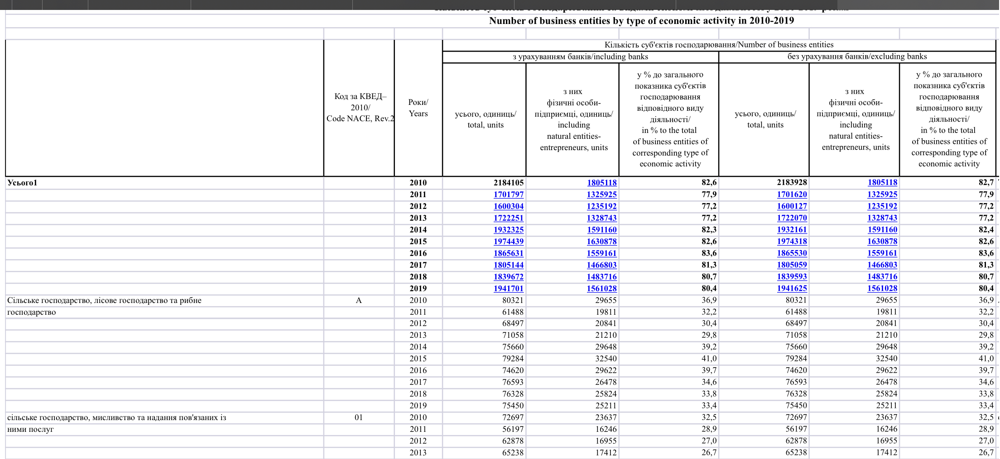 Number of business entities by type of economic activity in 2010-2019
Кількість суб'єктів господарювання/Number of business entities
з урахуванням банків/including banks
без урахування банків/excluding banks
Код за КВЕД–
2010/
Code NACE, Rev.2
Роки/
Years
усього, одиниць/
total, units
з них
фізичні особи-
підприємці, одиниць/
including
natural entities-
entrepreneurs, units
у % до загального
показника суб'єктів
господарювання
відповідного виду
діяльності/
in % to the total
of business entities of
corresponding type of
economic activity
усього, одиниць/
total, units
з них
фізичні особи-
підприємці, одиниць/
including
natural entities-
entrepreneurs, units
у % до загального
показника суб'єктів
господарювання
відповідного виду
діяльності/
in % to the total
of business entities of
corresponding type of
economic activity
Усього1 2010 2184105 1805118 82,6 2183928 1805118 82,7
2011 1701797 1325925 77,9 1701620 1325925 77,9
2012 1600304 1235192 77,2 1600127 1235192 77,2
2013 1722251 1328743 77,2 1722070 1328743 77,2
2014 1932325 1591160 82,3 1932161 1591160 82,4
2015 1974439 1630878 82,6 1974318 1630878 82,6
2016 1865631 1559161 83,6 1865530 1559161 83,6
2017 1805144 1466803 81,3 1805059 1466803 81,3
2018 1839672 1483716 80,7 1839593 1483716 80,7
2019 1941701 1561028 80,4 1941625 1561028 80,4
Сільське господарство, лісове господарство та рибне A 2010 80321 29655 36,9 80321 29655 36,9
господарство 2011 61488 19811 32,2 61488 19811 32,2
2012 68497 20841 30,4 68497 20841 30,4
2013 71058 21210 29,8 71058 21210 29,8
2014 75660 29648 39,2 75660 29648 39,2
2015 79284 32540 41,0 79284 32540 41,0
2016 74620 29622 39,7 74620 29622 39,7
2017 76593 26478 34,6 76593 26478 34,6
2018 76328 25824 33,8 76328 25824 33,8
2019 75450 25211 33,4 75450 25211 33,4
сільське господарство, мисливство та надання пов'язаних із 01 2010 72697 23637 32,5 72697 23637 32,5
ними послуг 2011 56197 16246 28,9 56197 16246 28,9
2012 62878 16955 27,0 62878 16955 27,0
2013 65238 17412 26,7 65238 17412 26,7